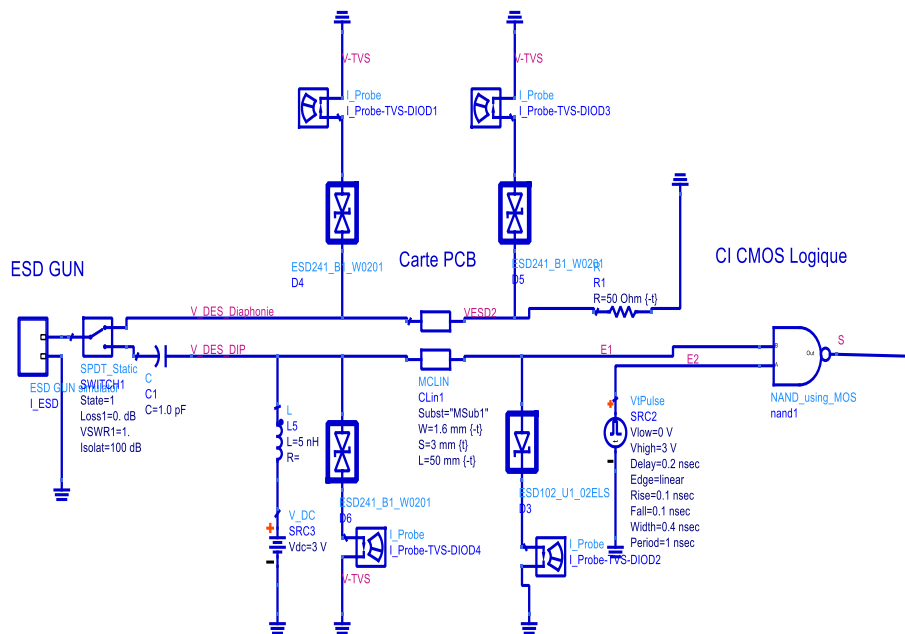 V-TVS
V-TVS
I_Probe
I_Probe-TVS-DIOD1
I_Probe
I_Probe-TVS-DIOD3
ESD GUN
Carte PCB
CI CMOS Logique
ESD241_B1_W0201
D4
ESD241_B1_W0201
D5
R
R1
R=50 Ohm {-t}
V_DES_Diaphonie
VESD2
V_DES_DIP
E1
E2
S
B
A
Out
SPDT_Static
SWITCH1
State=1
Loss1=0. dB
VSWR1=1.
Isolat=100 dB
ESD GUN simulator
I_ESD
C
C1
C=1.0 pF
MCLIN
CLin1
Subst="MSub1"
W=1.6 mm {-t}
S=3 mm {t}
L=50 mm {-t}
NAND_using_MOS
nand1
L
L5
L=5 nH
R=
VtPulse
SRC2
Vlow=0 V
Vhigh=3 V
Delay=0.2 nsec
Edge=linear
Rise=0.1 nsec
Fall=0.1 nsec
Width=0.4 nsec
Period=1 nsec
ESD241_B1_W0201
D6
ESD102_U1_02ELS
D3
V_DC
SRC3
Vdc=3 V
I_Probe
I_Probe-TVS-DIOD4
I_Probe
I_Probe-TVS-DIOD2
V-TVS